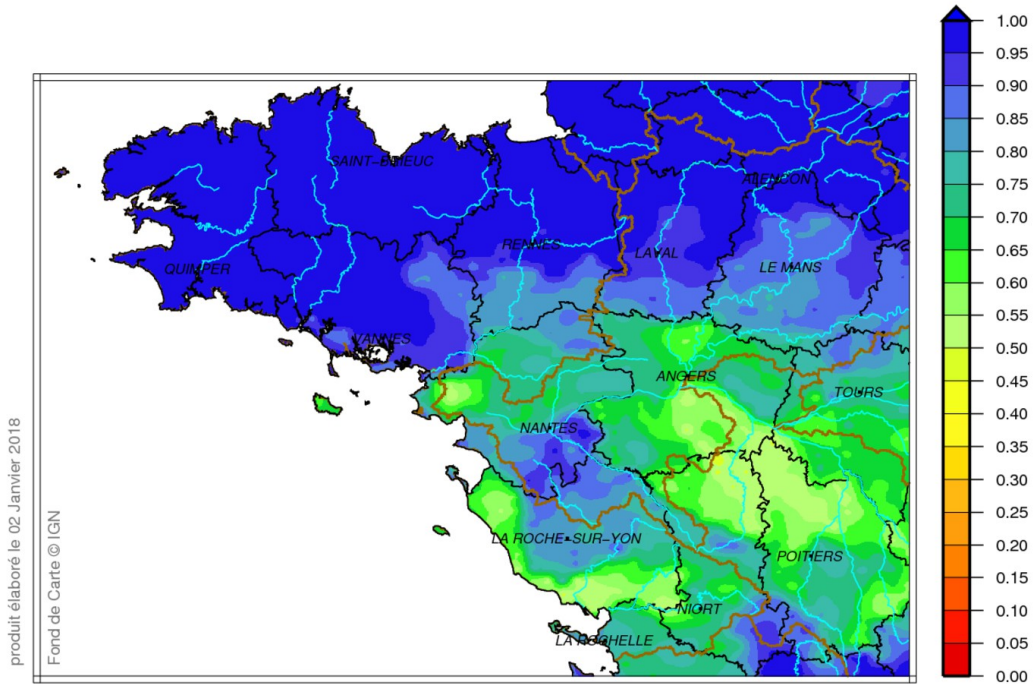 1.00
0.95
0.90
0.85
0.80
0.75
0.70
0.65
0.60
0.55
0.50
0.45
0.40
0.35
0.30
0.25
0.20
0.15
0.10
0.05
0.00
SAINT-BRIEUC
ALENCON
RENNES
LAVAL
QUIMPER
LE MANS
VANNES
ANGERS
TOURS
NANTES
LA ROCHE-SUR-YON
POITIERS
NIORT
LA ROCHELLE
produit élaboré le 02 Janvier 2018
Fond de Carte © IGN